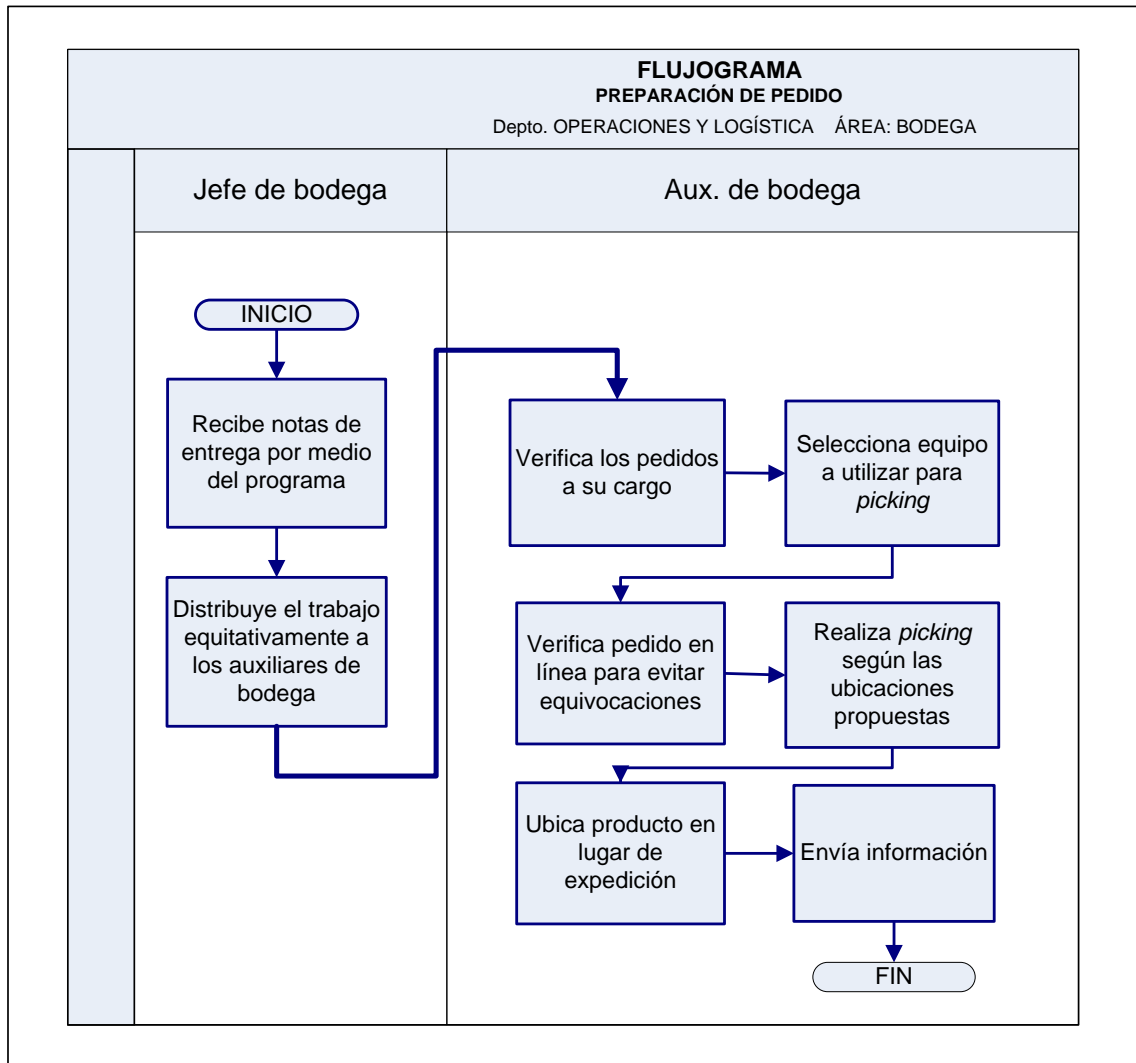 FLUJOGRAMA
PREPARACIÓN DE PEDIDO
Depto. OPERACIONES Y LOGÍSTICA ÁREA: BODEGA
Jefe de bodega
Aux. de bodega
INICIO
Recibe notas de
entrega por medio
del programa
Distribuye el trabajo
equitativamente a
los auxiliares de
bodega
Verifica los pedidos
a su cargo
Selecciona equipo
a utilizar para
picking
Verifica pedido en
línea para evitar
equivocaciones
Realiza picking
según las
ubicaciones
propuestas
Ubica producto en
lugar de
expedición
Envía información
FIN